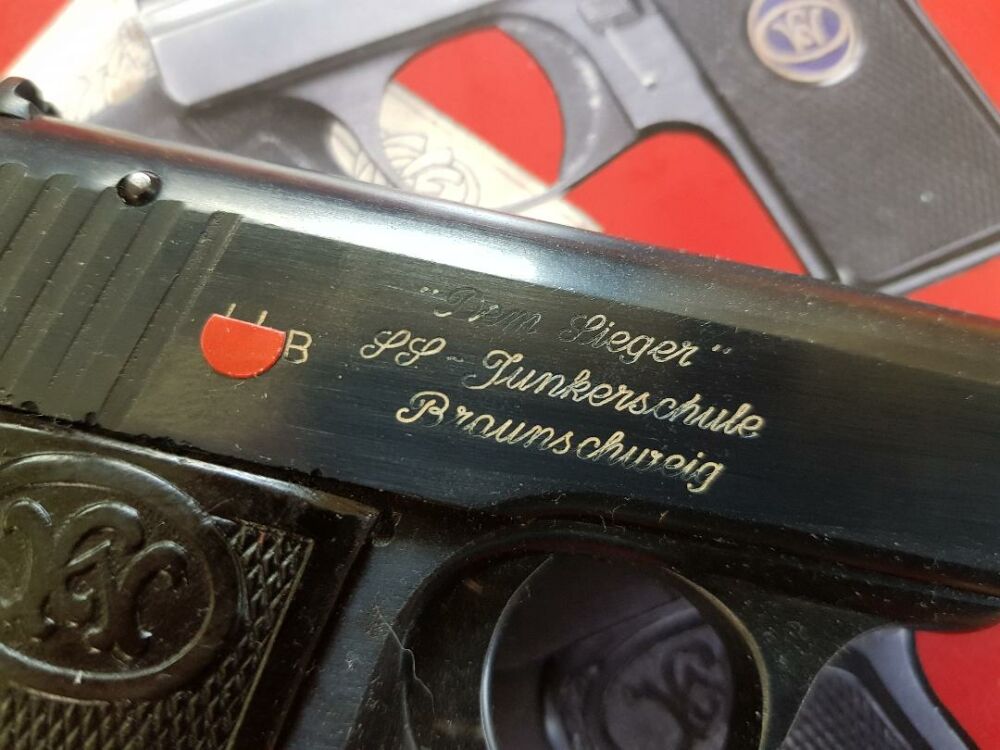 "Dem Sieger"
B
SS - Junkerschule
Braunschweig